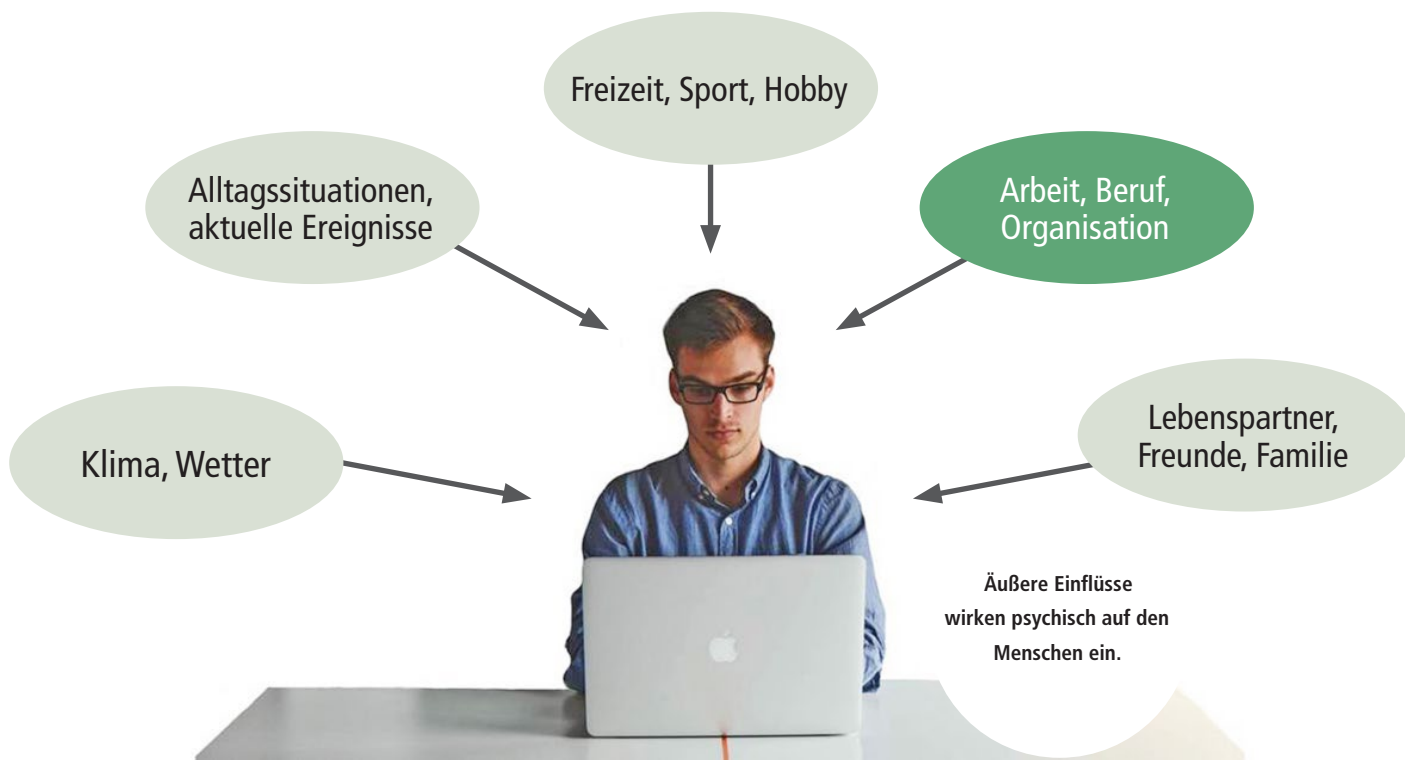 Freizeit, Sport, Hobby
Alltagssituationen,
aktuelle Ereignisse
Arbeit, Beruf,
Organisation
Klima, Wetter
Lebenspartner,
Freunde, Familie
Äußere Einflüsse
wirken psychisch auf den
Menschen ein.